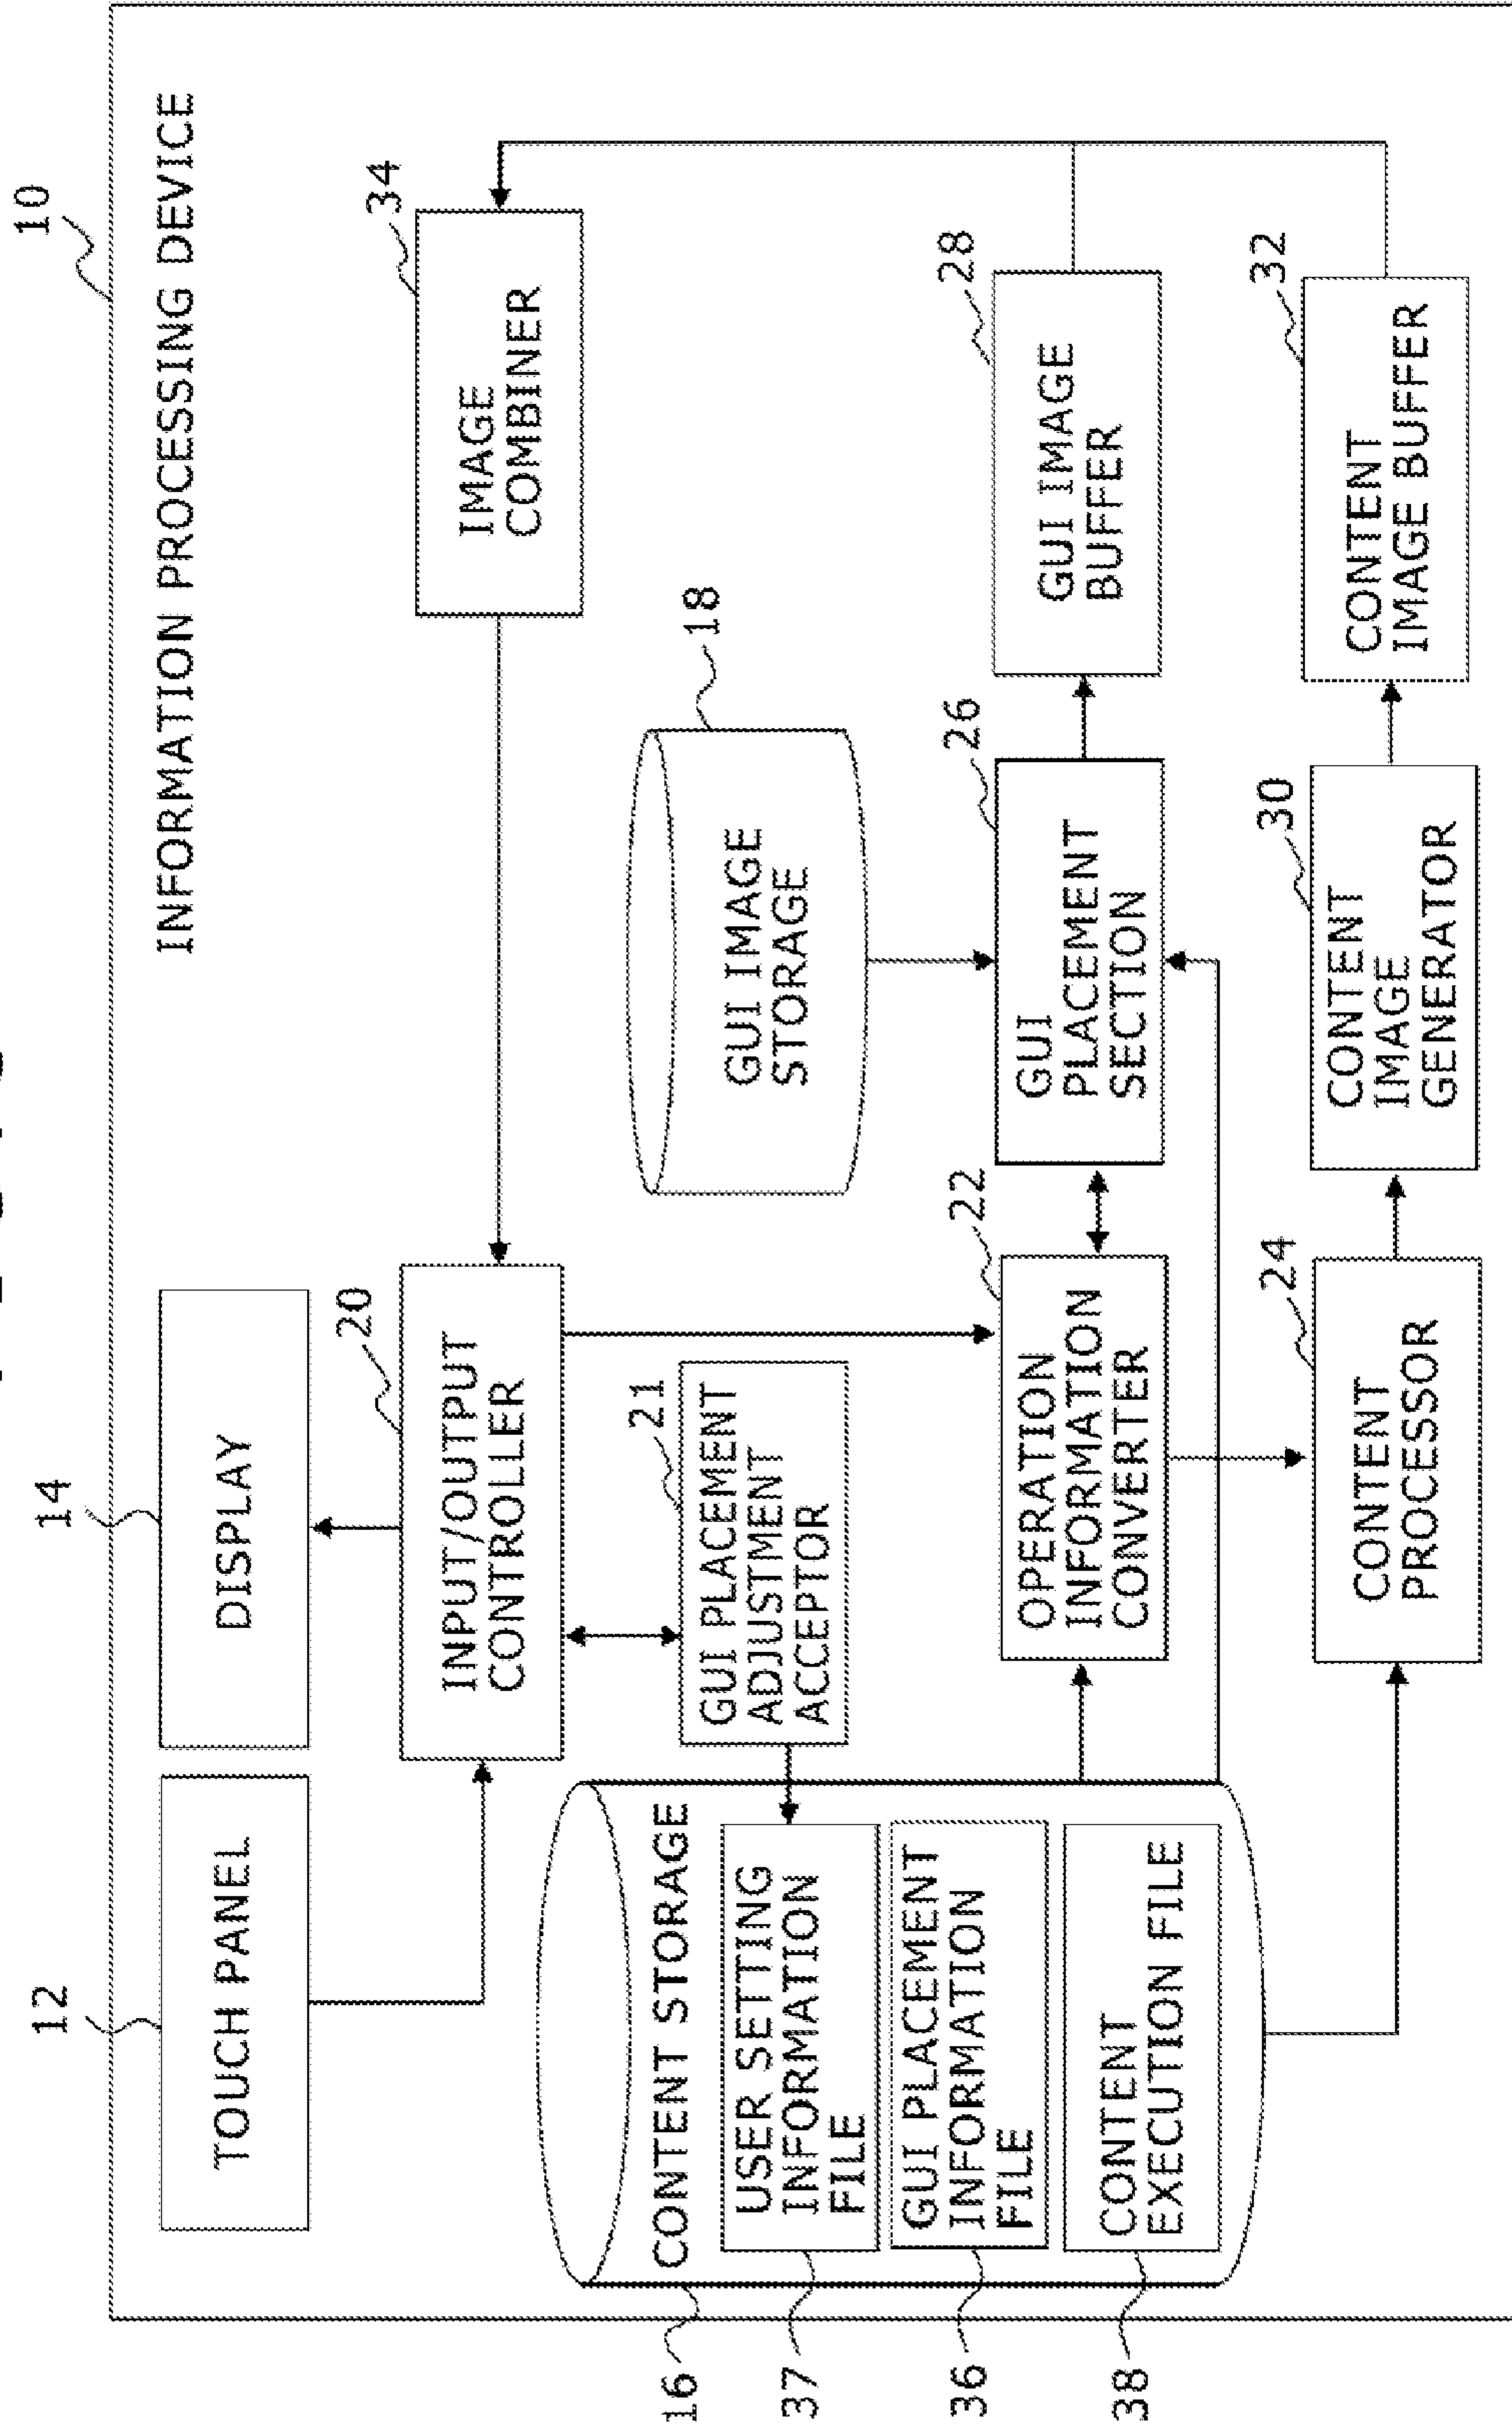 10
INFORMATION PROCESSING DEVICE
12
TOUCH PANEL
14
DISPLAY
20
INPUT/OUTPUT
CONTROLLER
34
IMAGE
COMBINER
16
CONTENT STORAGE
37
USER SETTING
INFORMATION
FILE
36
GUI PLACEMENT
INFORMATION
FILE
38
CONTENT
EXECUTION FILE
21
GUI PLACEMENT
ADJUSTMENT
ACCEPTOR
18
GUI IMAGE
STORAGE
22
OPERATION
INFORMATION
CONVERTER
26
GUI
PLACEMENT
SECTION
28
GUI IMAGE
BUFFER
24
CONTENT
PROCESSOR
30
CONTENT
IMAGE
GENERATOR
32
CONTENT
IMAGE BUFFER